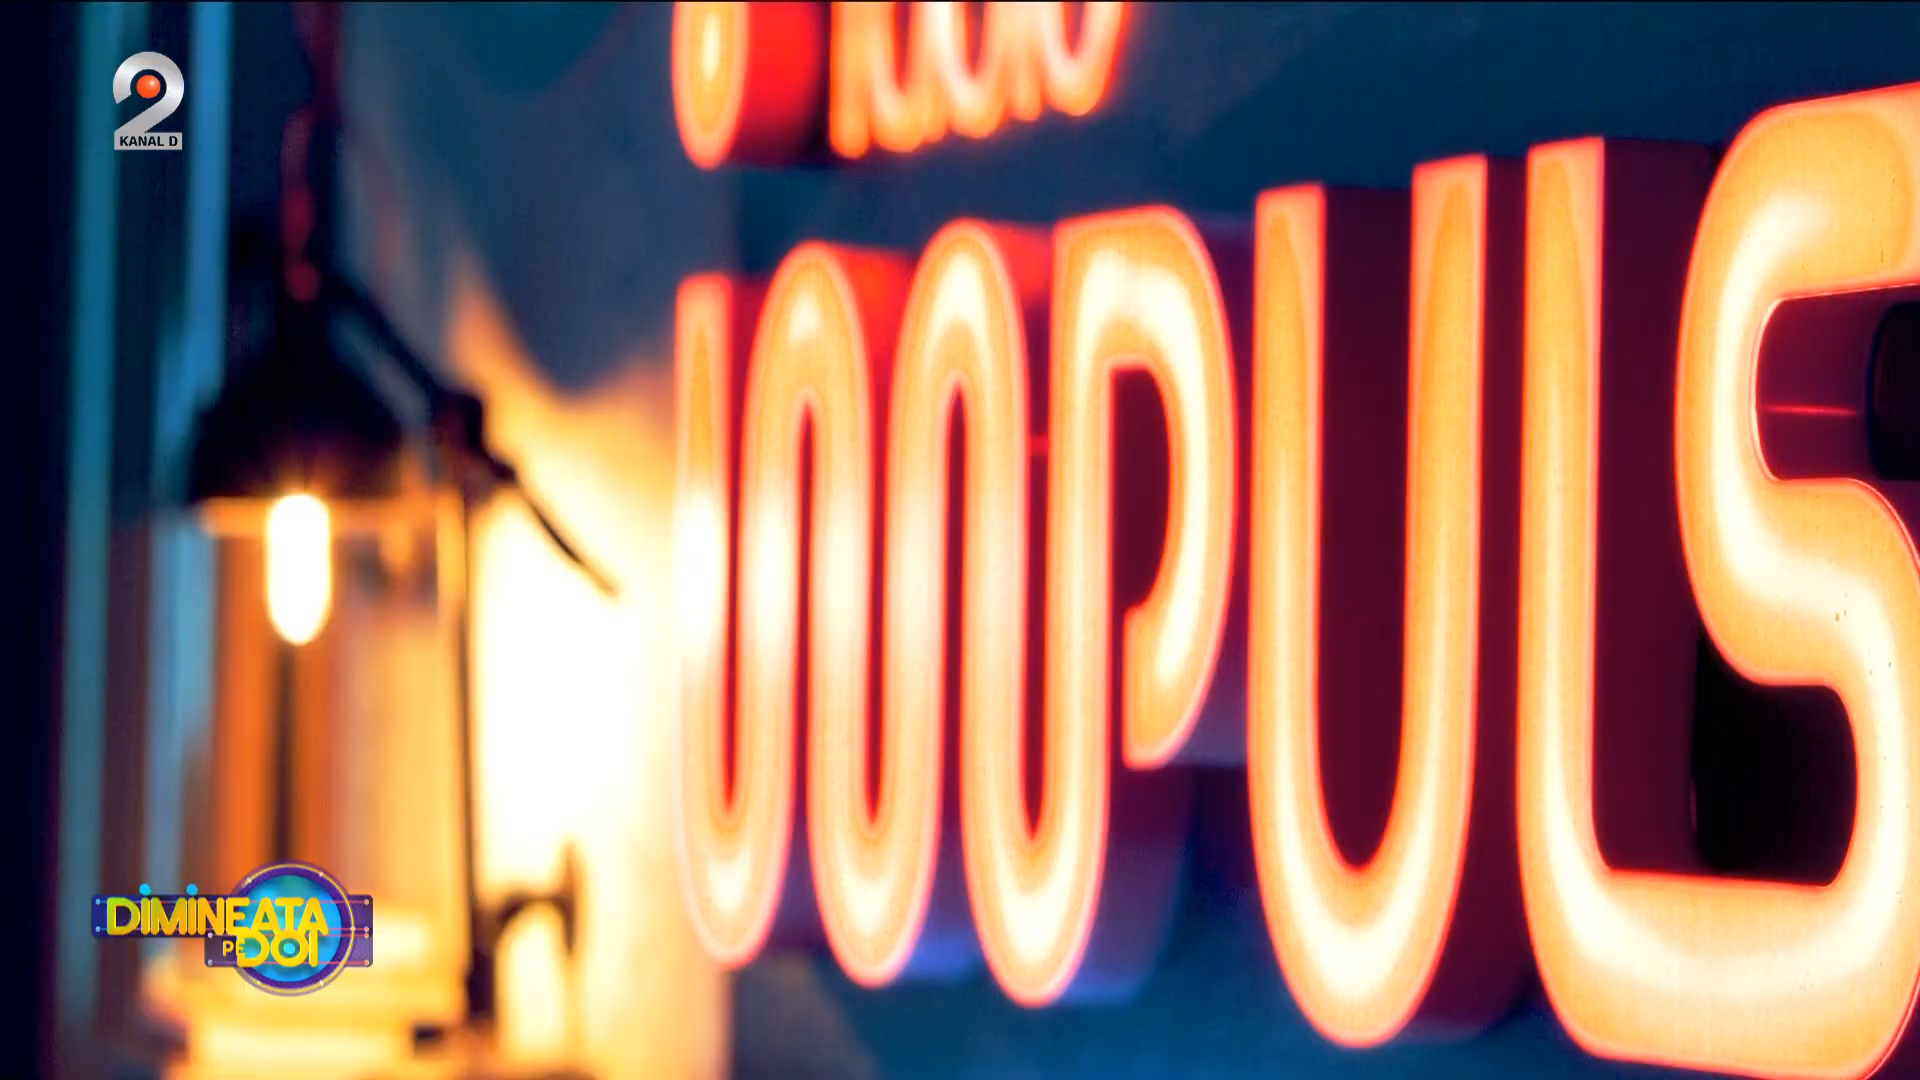 2
KANAL D
IMPULS
DIMINEATA
PE DOI